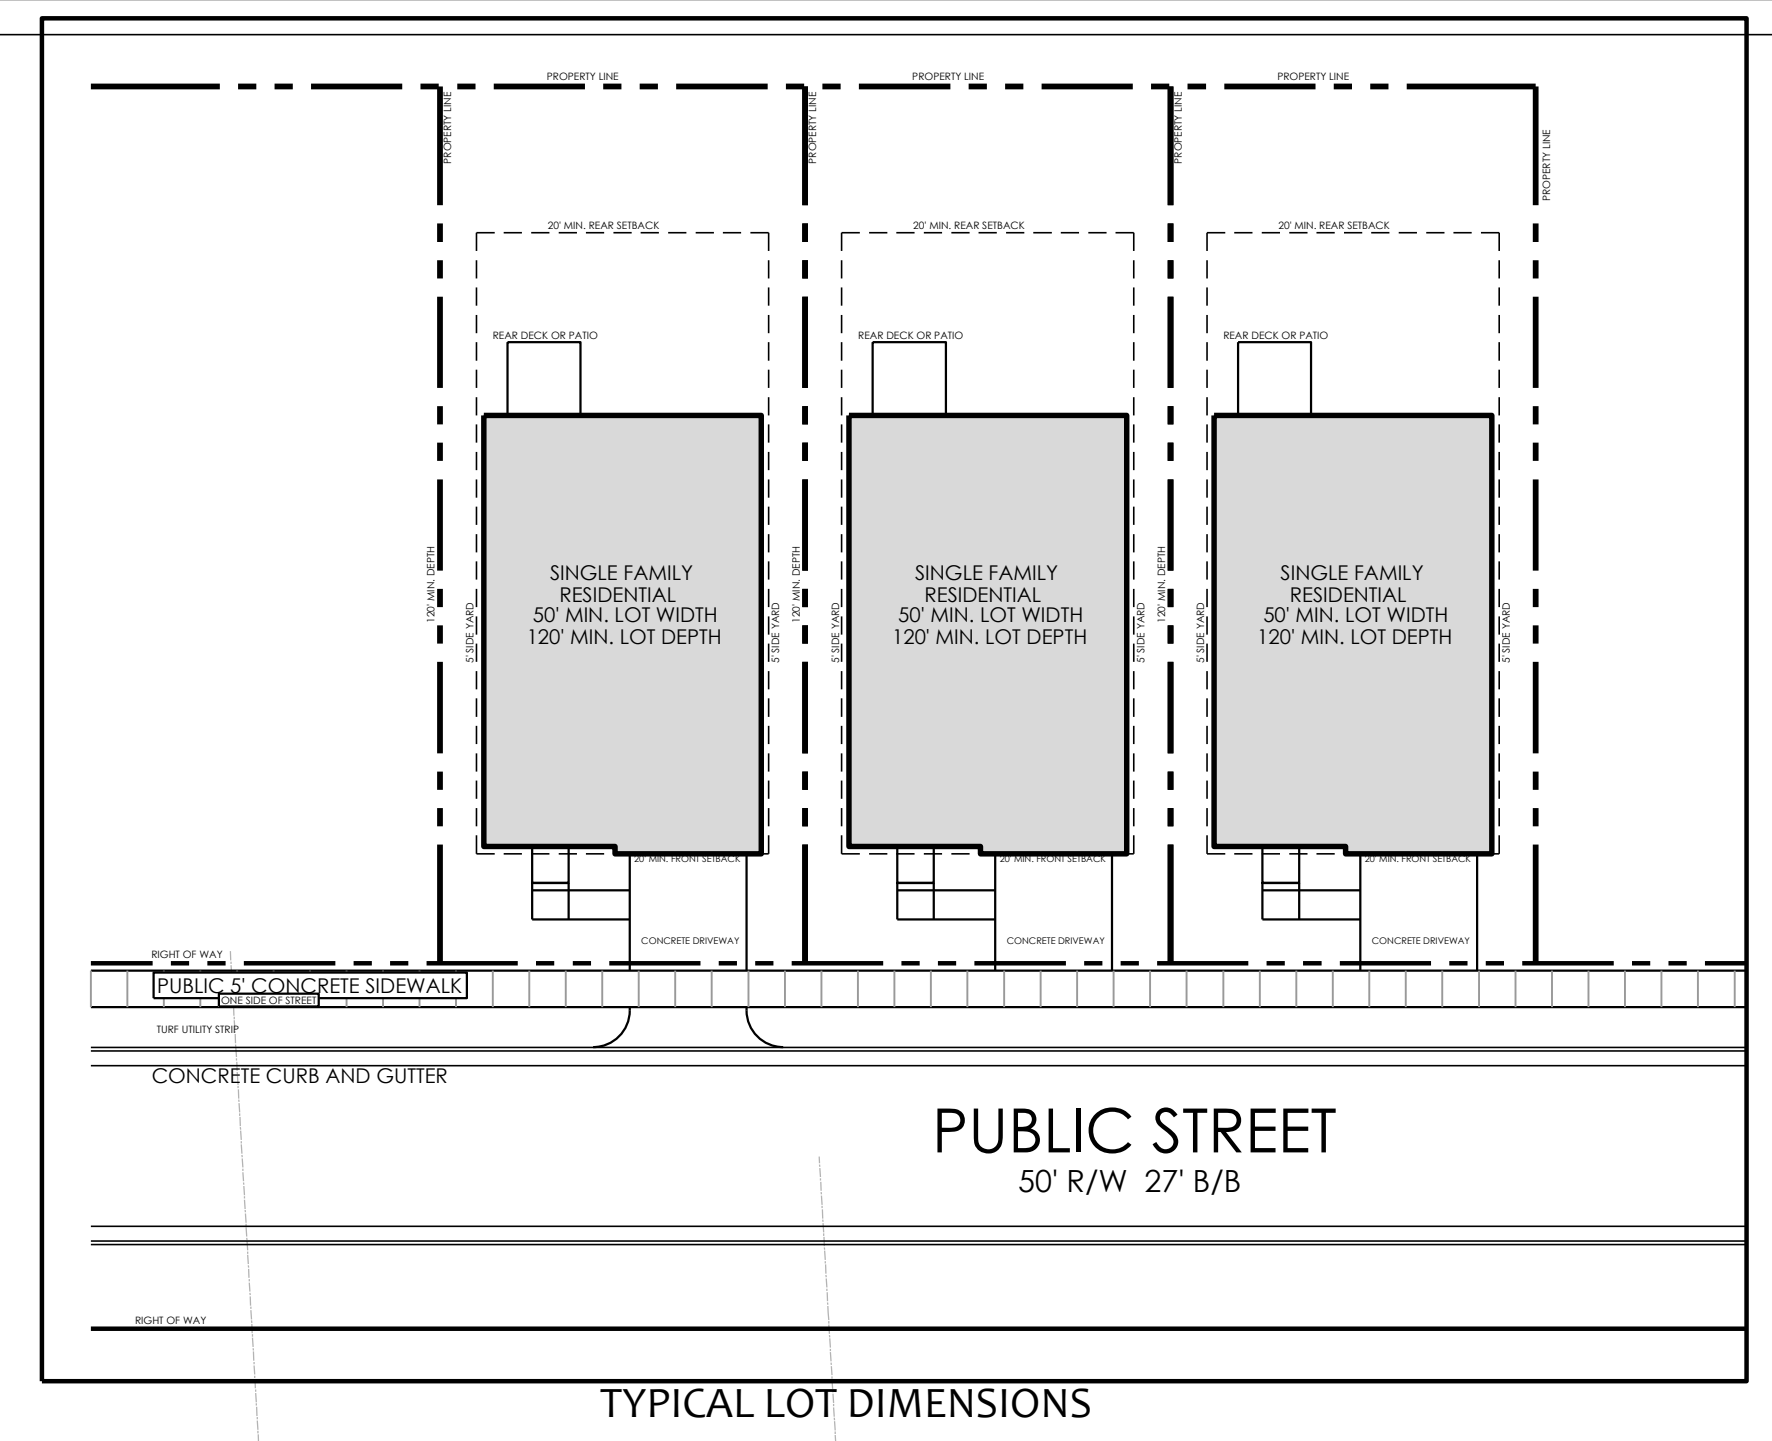 PROPERTY LINE
PROPERTY LINE
PROPERTY LINE
PROPERTY LINE
PROPERTY LINE
PROPERTY LINE
PROPERTY LINE
20' MIN. REAR SETBACK
20' MIN. REAR SETBACK
20' MIN. REAR SETBACK
REAR DECK OR PATIO
REAR DECK OR PATIO
REAR DECK OR PATIO
120' MIN. DEPTH
5' SIDE YARD
SINGLE FAMILY
RESIDENTIAL
50' MIN. LOT WIDTH
120' MIN. LOT DEPTH
5' SIDE YARD
120' MIN. DEPTH
5' SIDE YARD
SINGLE FAMILY
RESIDENTIAL
50' MIN. LOT WIDTH
120' MIN. LOT DEPTH
5' SIDE YARD
120' MIN. DEPTH
5' SIDE YARD
SINGLE FAMILY
RESIDENTIAL
50' MIN. LOT WIDTH
120' MIN. LOT DEPTH
5' SIDE YARD
20' MIN. FRONT SETBACK
20' MIN. FRONT SETBACK
20' MIN. FRONT SETBACK
CONCRETE DRIVEWAY
CONCRETE DRIVEWAY
CONCRETE DRIVEWAY
RIGHT OF WAY
PUBLIC 5' CONCRETE SIDEWALK
ONE SIDE OF STREET
TURF UTILITY STRIP
CONCRETE CURB AND GUTTER
PUBLIC STREET
50' R/W 27' B/B
RIGHT OF WAY
TYPICAL LOT DIMENSIONS